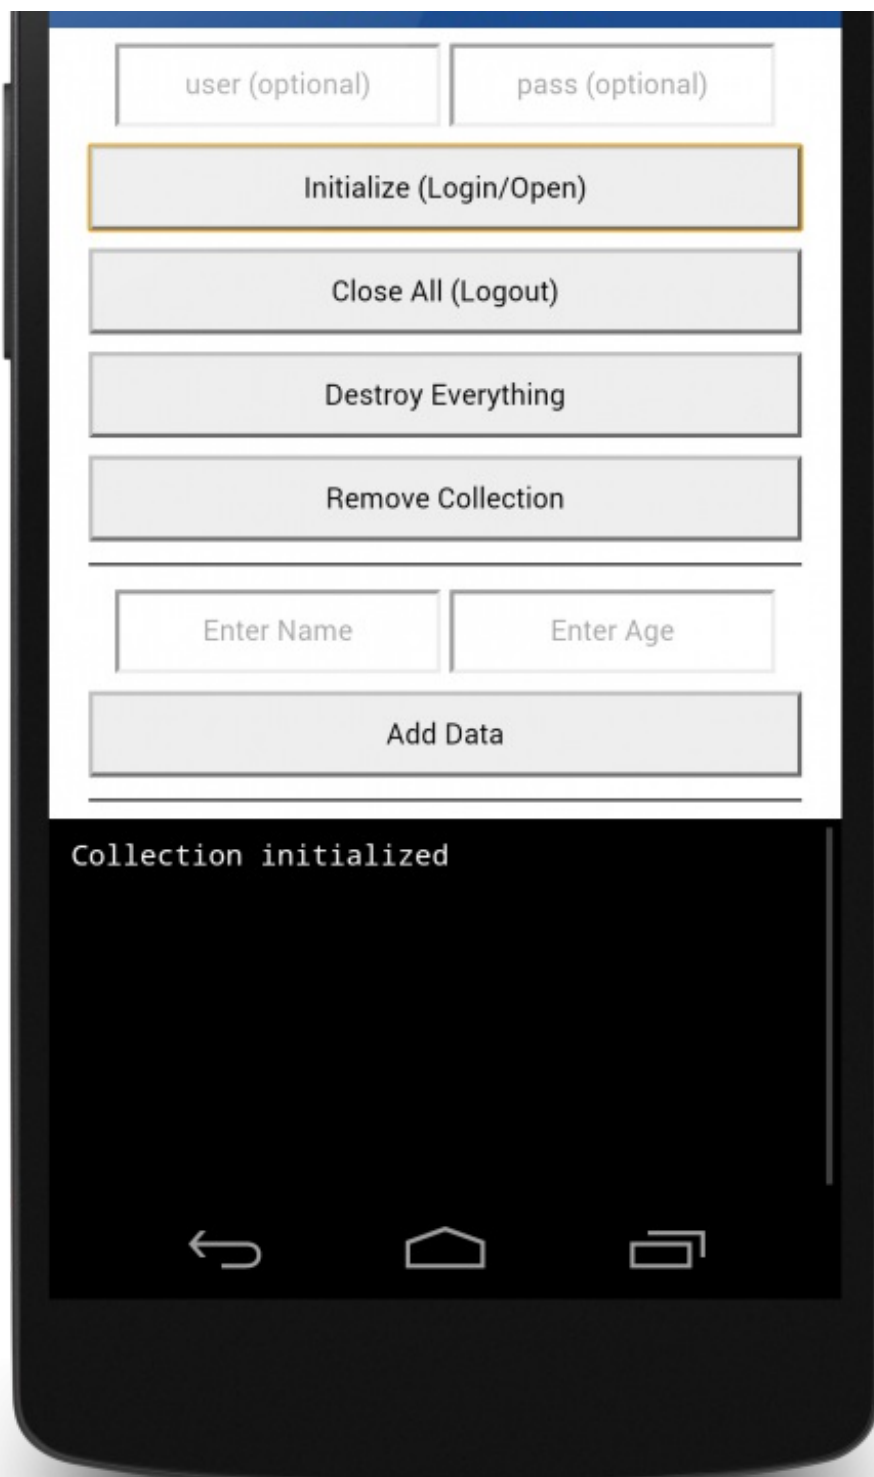 user (optional) pass (optional)
Initialize (Login/Open)
Close All (Logout)
Destroy Everything
Remove Collection
Enter Name Enter Age
Add Data
Collection initialized